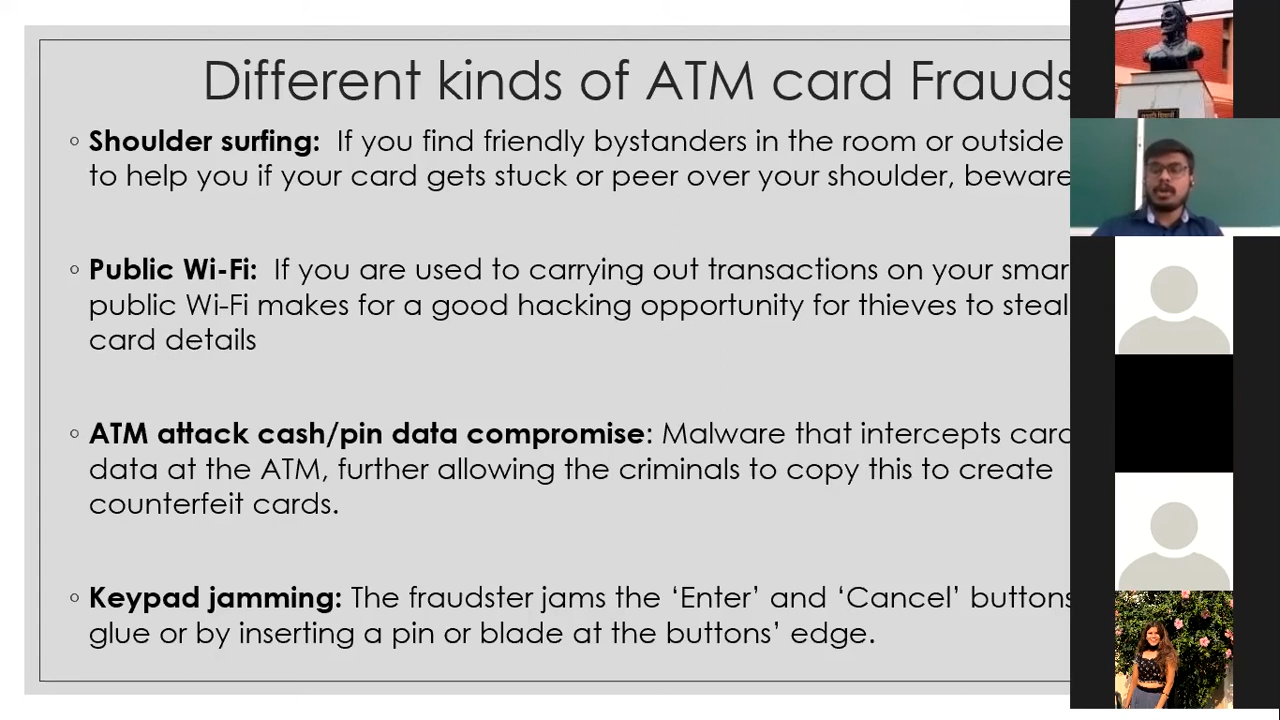 Different kinds of ATM card Frauds
◦ Shoulder surfing: If you find friendly bystanders in the room or outside
to help you if your card gets stuck or peer over your shoulder, beware
◦ Public Wi-Fi: If you are used to carrying out transactions on your
public Wi-Fi makes for a good hacking opportunity for thieves to steal
card details
◦ ATM attack cash/pin data compromise: Malware that intercepts card
data at the ATM, further allowing the criminals to copy this to create
counterfeit cards.
◦ Keypad jamming: The fraudster jams the ‘Enter’ and ‘Cancel’ buttons
glue or by inserting a pin or blade at the buttons’ edge.